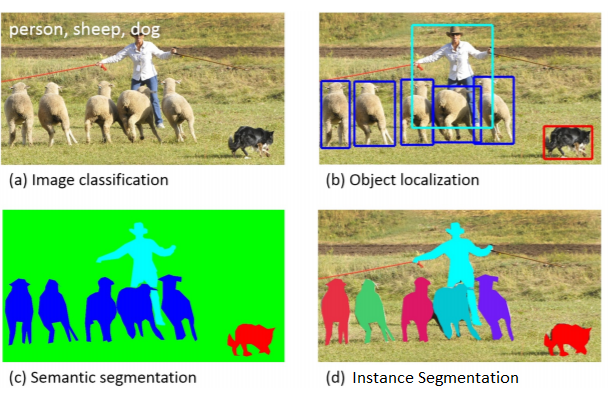 person, sheep, dog
(a) Image classification
(b) Object localization
(c) Semantic segmentation
(d) Instance Segmentation